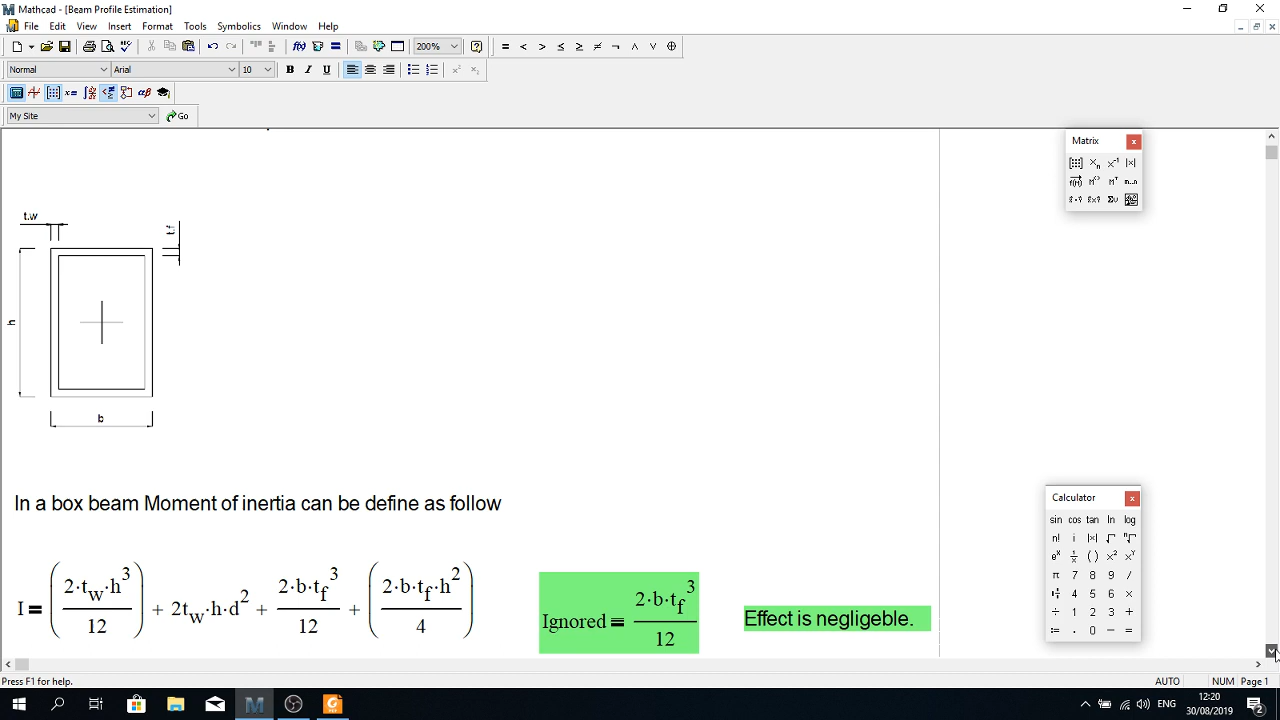 Mathcad - [Beam Profile Estimation]
File Edit View Insert Format Tools Symbolics Window Help
200%
Normal Arial 10 B I U
My Site Go
Matrix
t.w
t.f
h
b
In a box beam Moment of inertia can be define as follow
I = (2·t_w·h^3/12) + 2t_w·h·d^2 + 2·b·t_f^3/12 + (2·b·t_f·h^2/4)
Ignored ≡ 2·b·t_f^3/12
Effect is negligeble.
Calculator
sin cos tan ln log
n! i |×| √ ⁿ√
e^x 1/x ( ) x² x^y
π 7 8 9 /
4 5 6 ×
÷ 1 2 3 +
:= . 0 − =
Press F1 for help.
AUTO NUM Page 1
ENG
12:20
30/08/2019
2